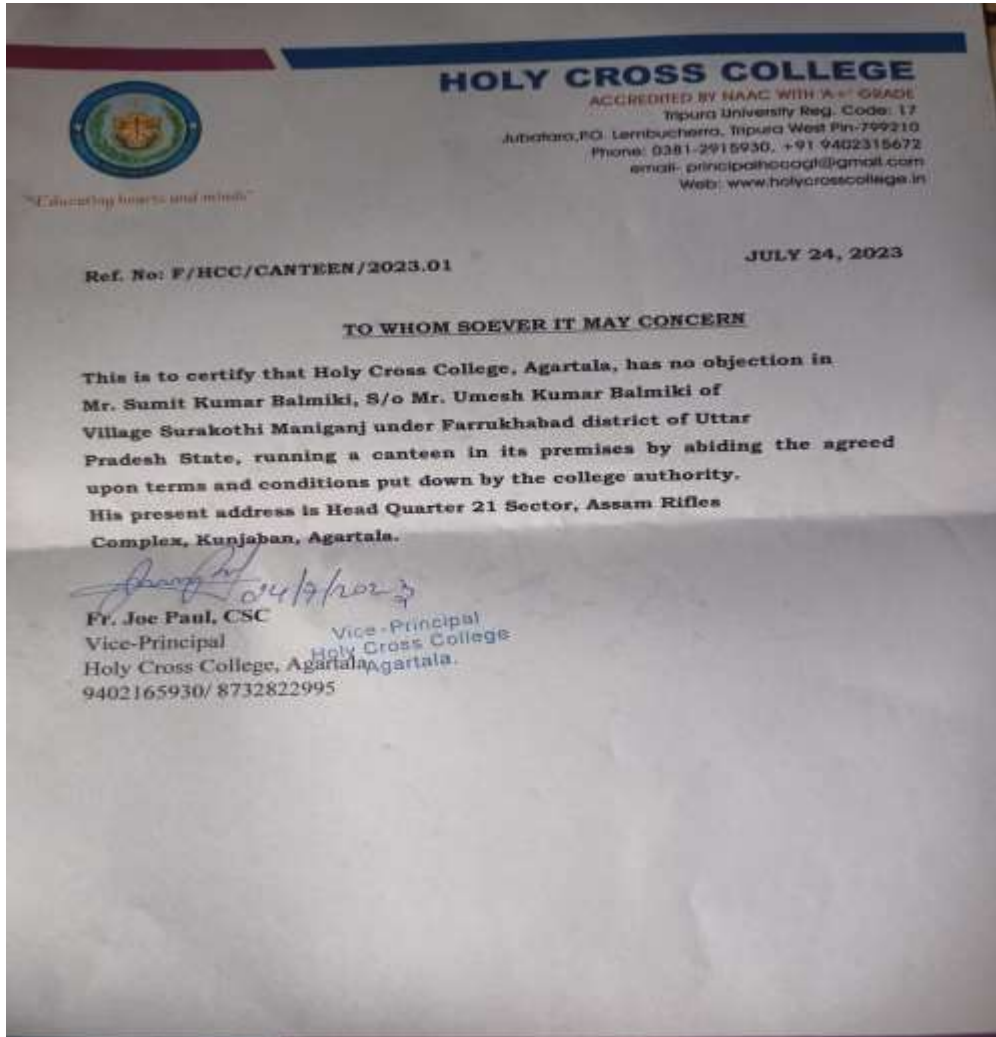 HOLY CROSS COLLEGE
ACCREDITED BY NAAC WITH 'A+' GRADE
Tripura University Reg. Code: 17
Jubatara, P.O. Lembucherra, Tripura West Pin-799210
Phone: 0381-2915930, +91 9402315672
email- principalhccagt@gmail.com
Web: www.holycrosscollege.in
"Educating hearts and minds"
Ref. No: F/HCC/CANTEEN/2023.01
JULY 24, 2023
TO WHOM SOEVER IT MAY CONCERN
This is to certify that Holy Cross College, Agartala, has no objection in
Mr. Sumit Kumar Balmiki, S/o Mr. Umesh Kumar Balmiki of
Village Surakothi Maniganj under Farrukhabad district of Uttar
Pradesh State, running a canteen in its premises by abiding the agreed
upon terms and conditions put down by the college authority.
His present address is Head Quarter 21 Sector, Assam Rifles
Complex, Kunjaban, Agartala.
Fr. Joe Paul, CSC
Vice-Principal
Holy Cross College, Agartala
9402165930/ 8732822995
Vice-Principal
Holy Cross College
Agartala.